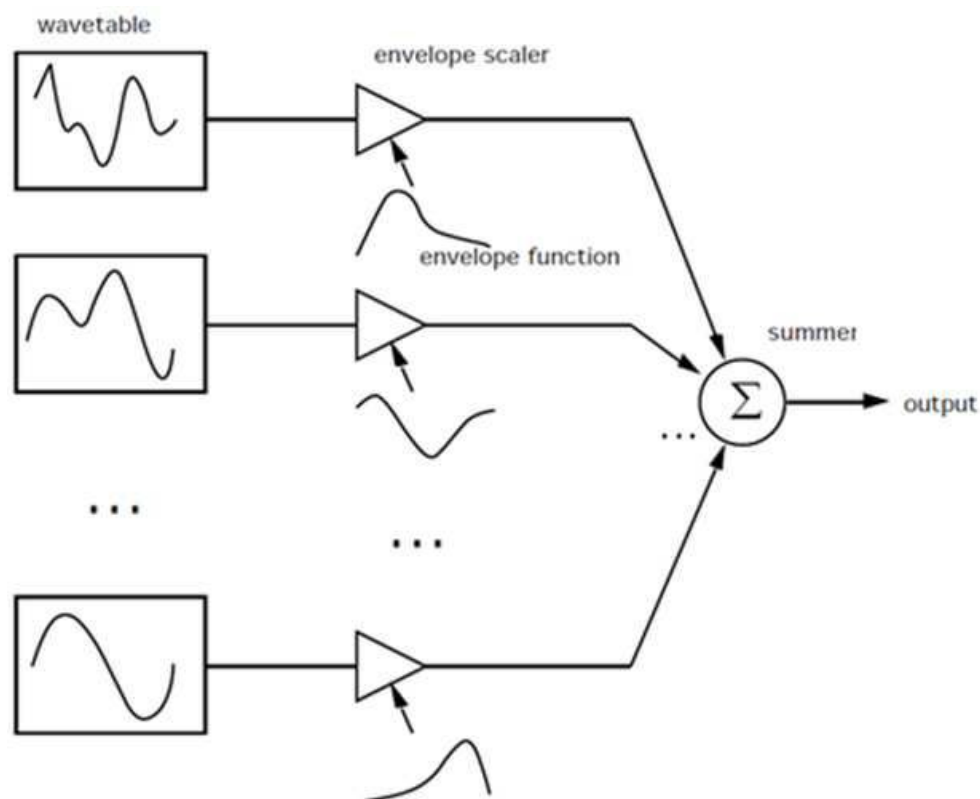 wavetable
envelope scaler
envelope function
summer
Σ
...
output
...
...